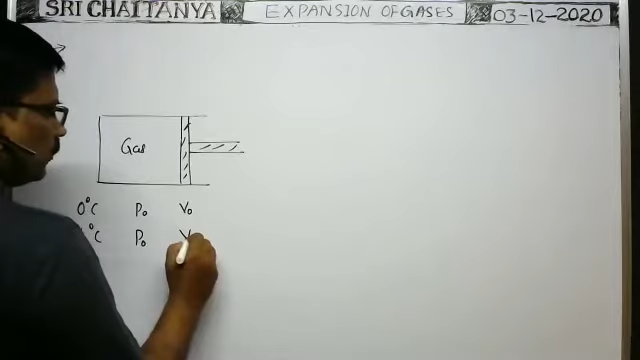 SRI CHAITANYA EXPANSION OF GASES 03-12-2020
Gas
0°C P₀ V₀
°C P₀ V